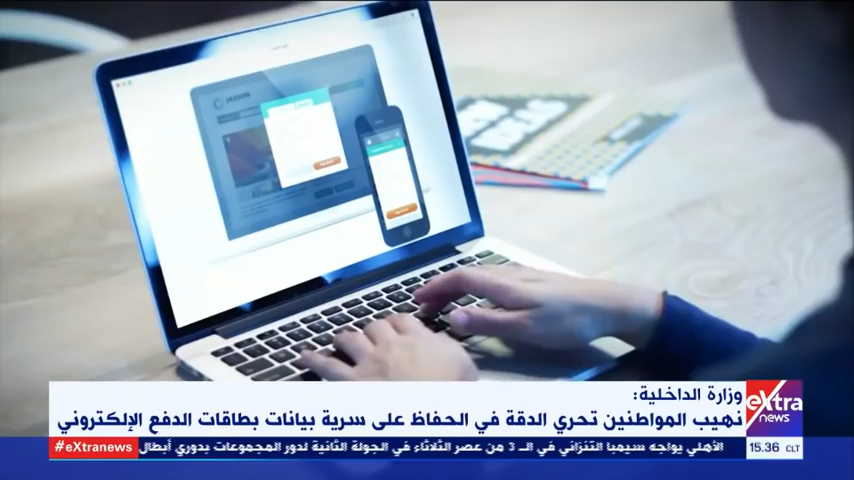 وزارة الداخلية:
نهيب المواطنين تحري الدقة في الحفاظ على سرية بيانات بطاقات الدفع الإلكتروني
eXtra news
#eXtranews
الأهلي يواجه سيمبا التنزاني في الـ 3 من عصر الثلاثاء في الجولة الثانية لدور المجموعات بدوري أبطال
15.36 CLT
IDEAS